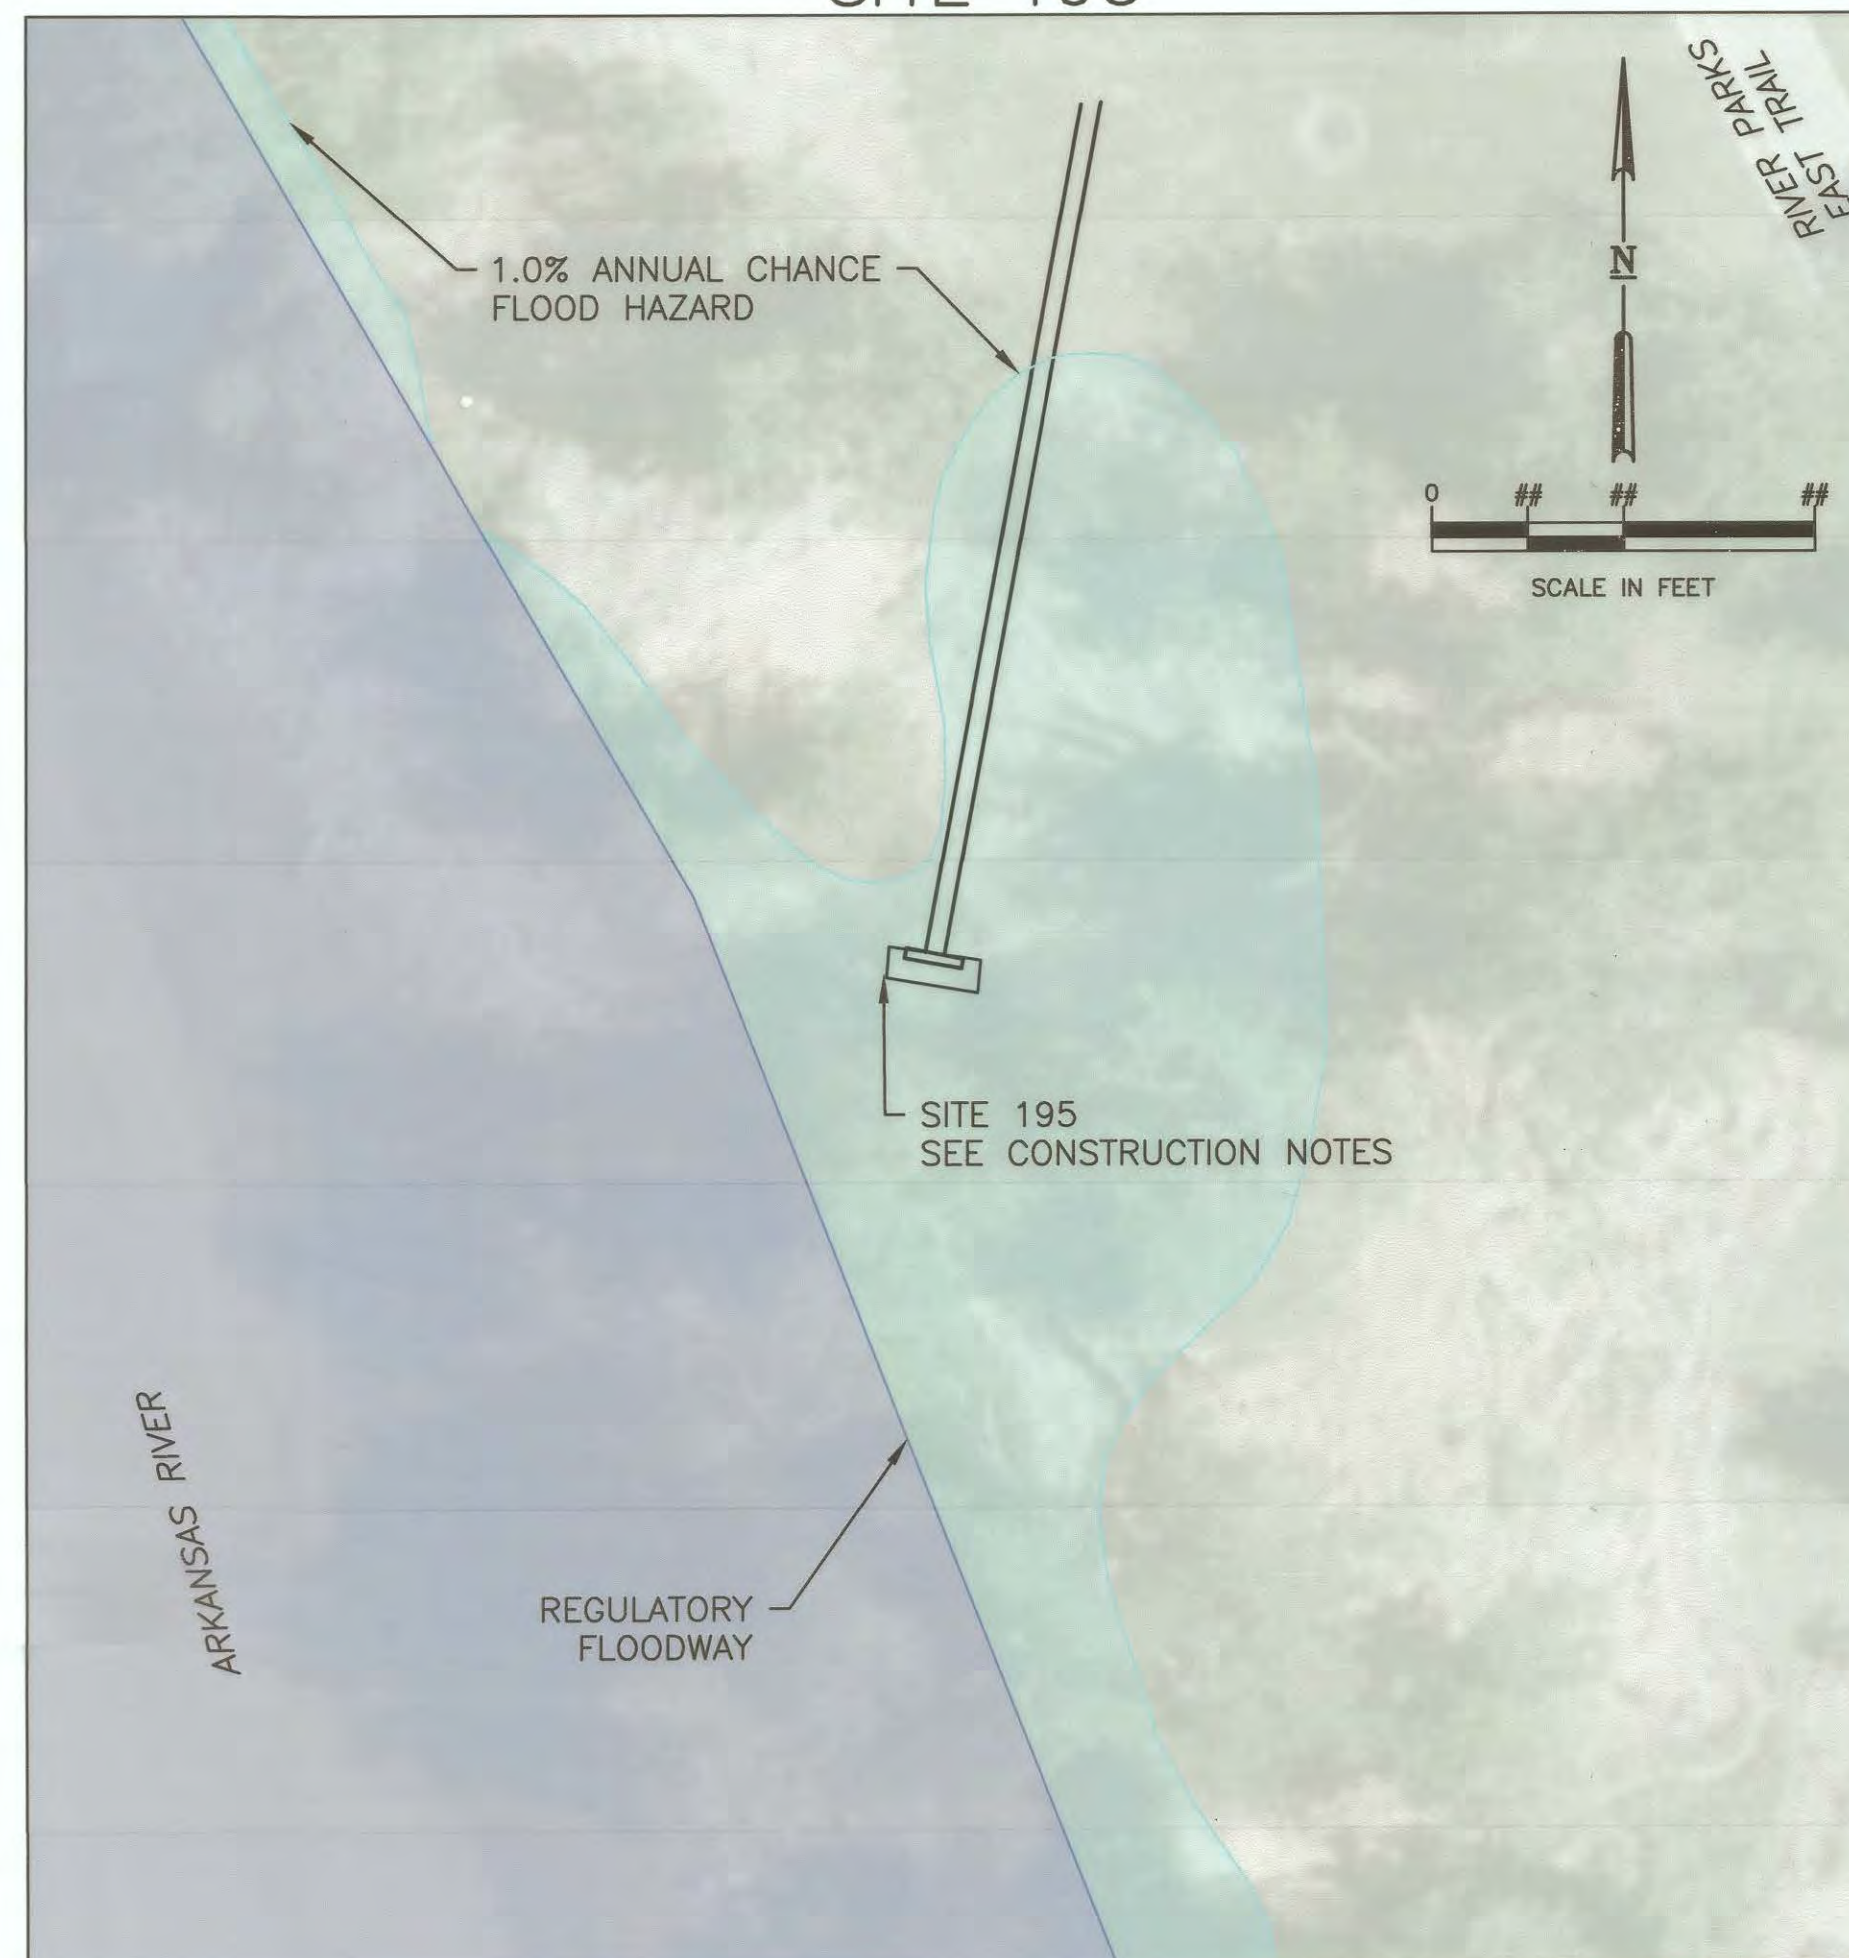 RIVER PARKS
EAST TRAIL
1.0% ANNUAL CHANCE
FLOOD HAZARD
N
0 ## ## ##
SCALE IN FEET
SITE 195
SEE CONSTRUCTION NOTES
ARKANSAS RIVER
REGULATORY
FLOODWAY